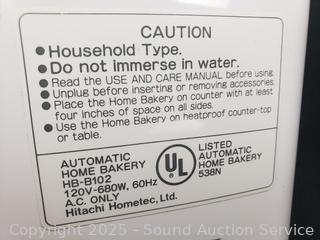 CAUTION
● Household Type.
● Do not immerse in water.
● Read the USE AND CARE MANUAL before using.
● Unplug before inserting or removing accessories.
● Place the Home Bakery on counter with at least
four inches of space on all sides.
● Use the Home Bakery on heatproof counter-top
or table.
AUTOMATIC
HOME BAKERY
HB-B102
120V-680W, 60Hz
A.C. ONLY
Hitachi Hometec, Ltd.
UL
®
LISTED
AUTOMATIC
HOME BAKERY
538N
Copyright 2025 - Sound Auction Service